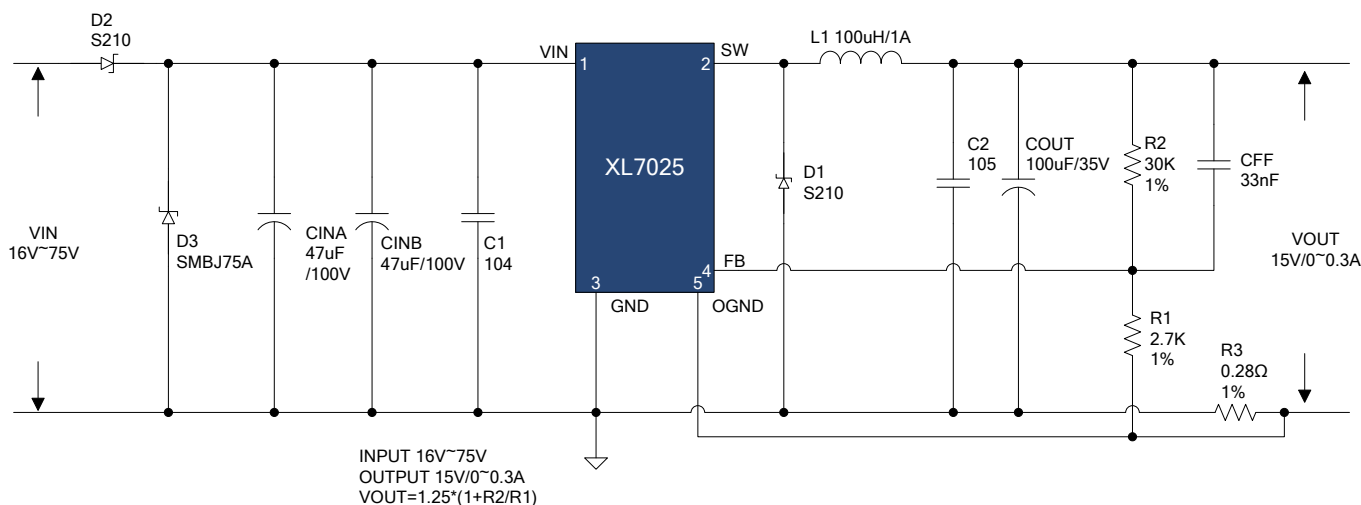 D2
S210
VIN
SW
L1 100uH/1A
1
2
XL7025
C2
105
COUT
100uF/35V
R2
30K
1%
CFF
33nF
D1
S210
VIN
16V~75V
D3
SMBJ75A
CINA
47uF
/100V
CINB
47uF/100V
C1
104
VOUT
15V/0~0.3A
4
FB
3
5
GND
OGND
R1
2.7K
1%
R3
0.28Ω
1%
INPUT 16V~75V
OUTPUT 15V/0~0.3A
VOUT=1.25*(1+R2/R1)